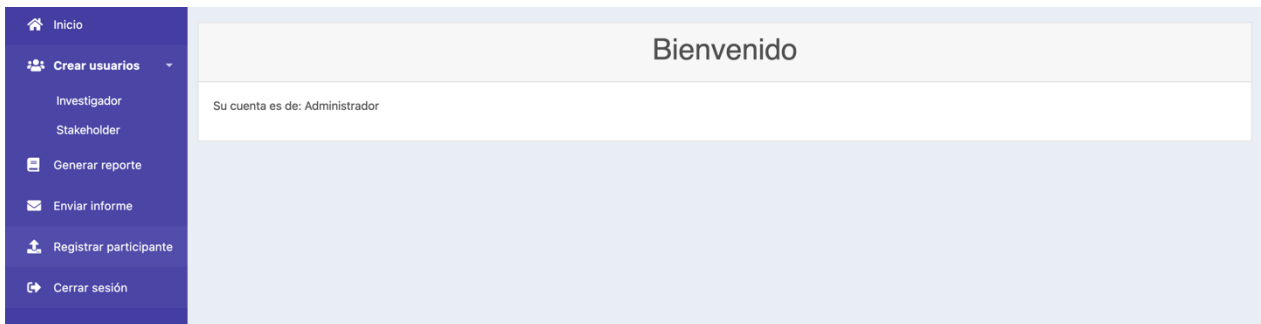 Inicio
Crear usuarios
Investigador
Stakeholder
Generar reporte
Enviar informe
Registrar participante
Cerrar sesión
Bienvenido
Su cuenta es de: Administrador